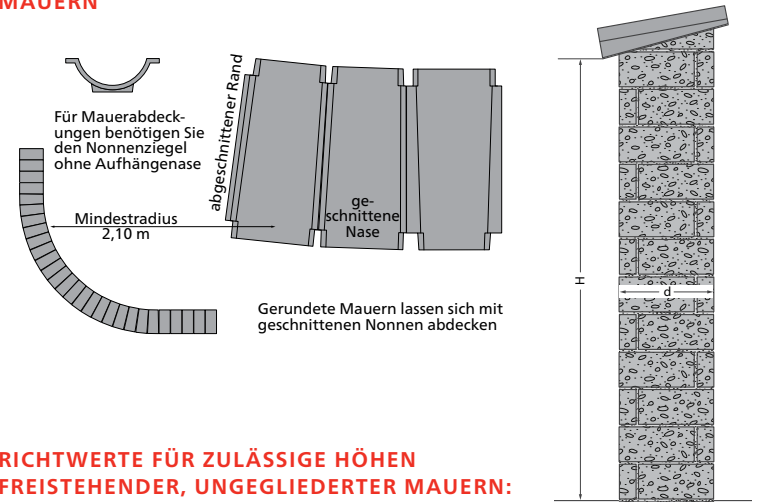 MAUERN
Für Mauerabdeck-
ungen benötigen Sie
den Nonnenziegel
ohne Aufhängenase
abgeschnittener Rand
ge-
schnittene
Nase
Mindestradius
2,10 m
Gerundete Mauern lassen sich mit
geschnittenen Nonnen abdecken
H
d
RICHTWERTE FÜR ZULÄSSIGE HÖHEN
FREISTEHENDER, UNGEGLIEDERTER MAUERN: